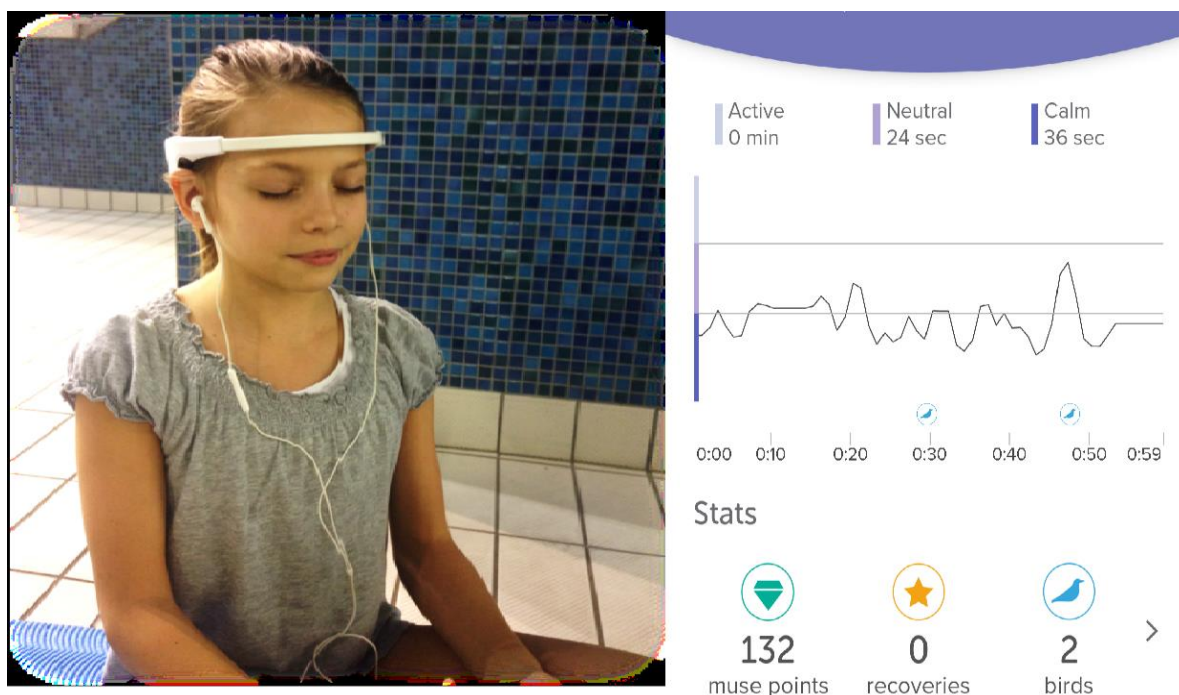 Active
0 min
Neutral
24 sec
Calm
36 sec
0:00 0:10 0:20 0:30 0:40 0:50 0:59
Stats
132
muse points
0
recoveries
2
birds